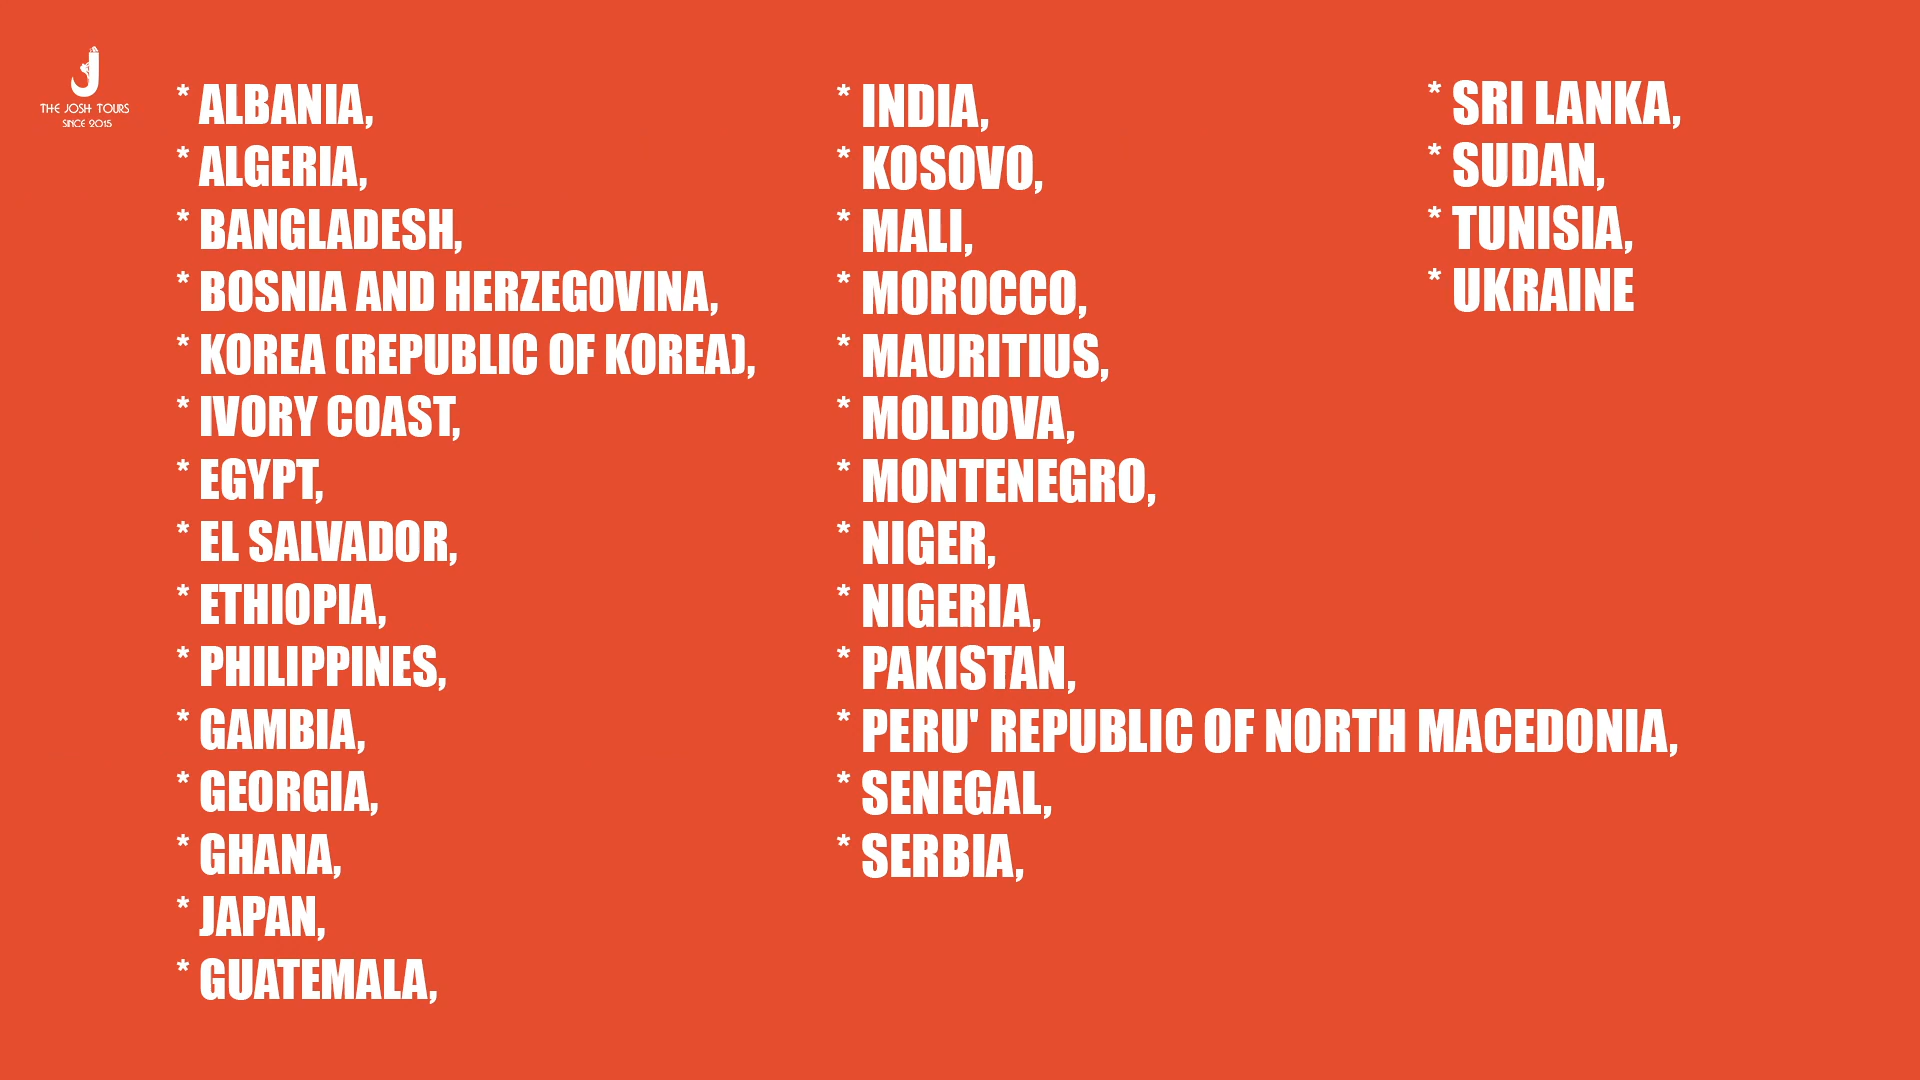 THE JOSH TOURS
SINCE 2015
* ALBANIA,
* ALGERIA,
* BANGLADESH,
* BOSNIA AND HERZEGOVINA,
* KOREA (REPUBLIC OF KOREA),
* IVORY COAST,
* EGYPT,
* EL SALVADOR,
* ETHIOPIA,
* PHILIPPINES,
* GAMBIA,
* GEORGIA,
* GHANA,
* JAPAN,
* GUATEMALA,
* INDIA,
* KOSOVO,
* MALI,
* MOROCCO,
* MAURITIUS,
* MOLDOVA,
* MONTENEGRO,
* NIGER,
* NIGERIA,
* PAKISTAN,
* PERU' REPUBLIC OF NORTH MACEDONIA,
* SENEGAL,
* SERBIA,
* SRI LANKA,
* SUDAN,
* TUNISIA,
* UKRAINE